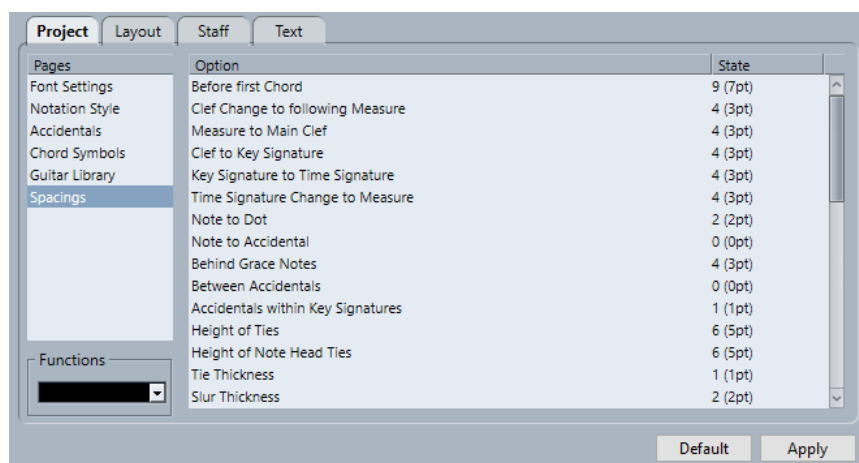 Project Layout Staff Text
Pages
Font Settings
Notation Style
Accidentals
Chord Symbols
Guitar Library
Spacings
Functions
Option State
Before first Chord 9 (7pt)
Clef Change to following Measure 4 (3pt)
Measure to Main Clef 4 (3pt)
Clef to Key Signature 4 (3pt)
Key Signature to Time Signature 4 (3pt)
Time Signature Change to Measure 4 (3pt)
Note to Dot 2 (2pt)
Note to Accidental 0 (0pt)
Behind Grace Notes 4 (3pt)
Between Accidentals 0 (0pt)
Accidentals within Key Signatures 1 (1pt)
Height of Ties 6 (5pt)
Height of Note Head Ties 6 (5pt)
Tie Thickness 1 (1pt)
Slur Thickness 2 (2pt)
Default Apply